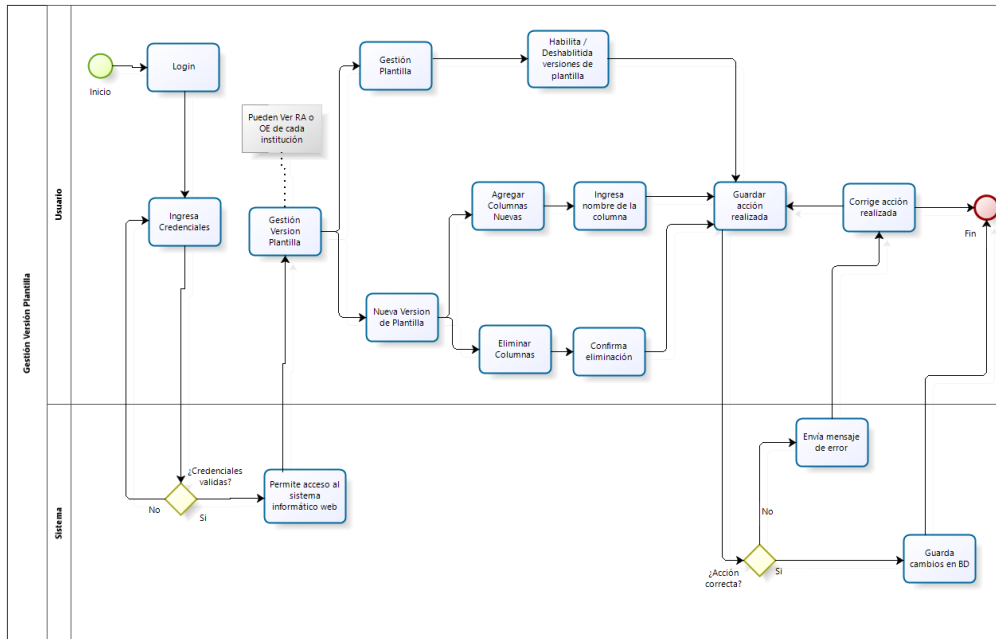 Gestión Versión Plantilla
Usuario
Sistema
Inicio
Login
Ingresa
Credenciales
Pueden Ver RA o
OE de cada
institución
Gestión
Version
Plantilla
Gestión
Plantilla
Habilita /
Deshablitida
versiones de
plantilla
Nueva Version
de Plantilla
Agregar
Columnas
Nuevas
Ingresa
nombre de la
columna
Eliminar
Columnas
Confirma
eliminación
Guardar
acción
realizada
Corrige acción
realizada
Fin
¿Credenciales
validas?
No
Si
Permite acceso al
sistema
informático web
Envía mensaje
de error
No
¿Acción
correcta?
Si
Guarda
cambios en BD